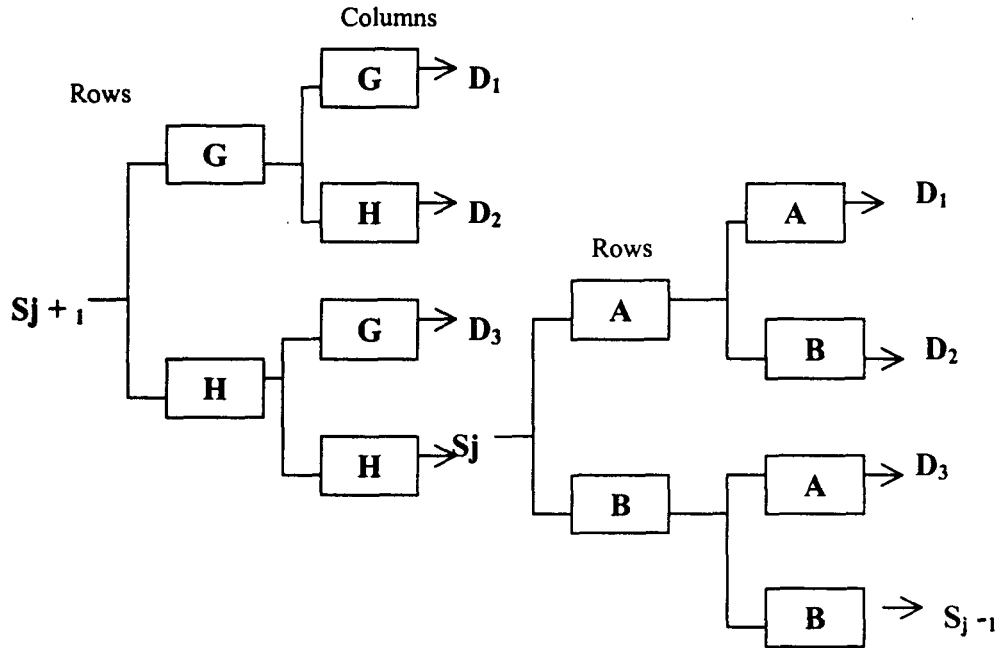 Columns
Rows
G
D₁
G
H
D₂
Sj + ₁
G
D₃
H
H
Sj
Rows
A
A
D₁
B
D₂
B
A
D₃
B
Sⱼ ₋₁